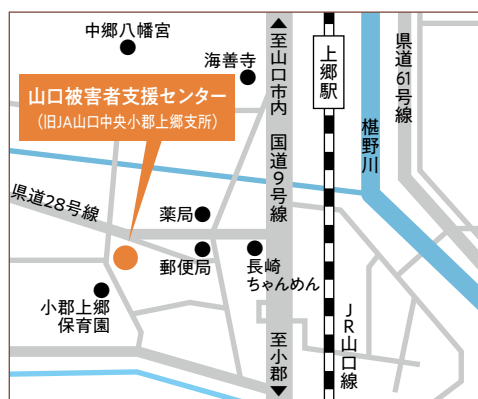 中郷八幡宮
海善寺
山口被害者支援センター
(旧JA山口中央小郡上郷支所)
至山口市内
国道9号線
至小郡
上郷駅
県道61号線
椹野川
県道28号線
薬局
郵便局
長崎
ちゃんめん
小郡上郷
保育園
JR山口線